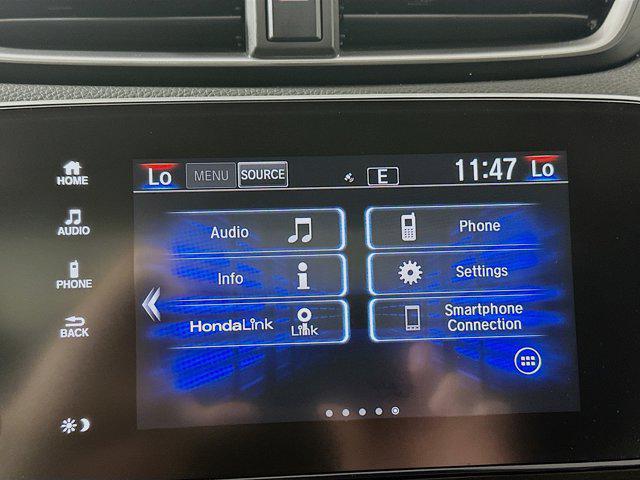 Lo MENU SOURCE E 11:47 Lo
HOME
AUDIO
PHONE
BACK
Audio
Phone
Info
Settings
HondaLink Link
Smartphone
Connection